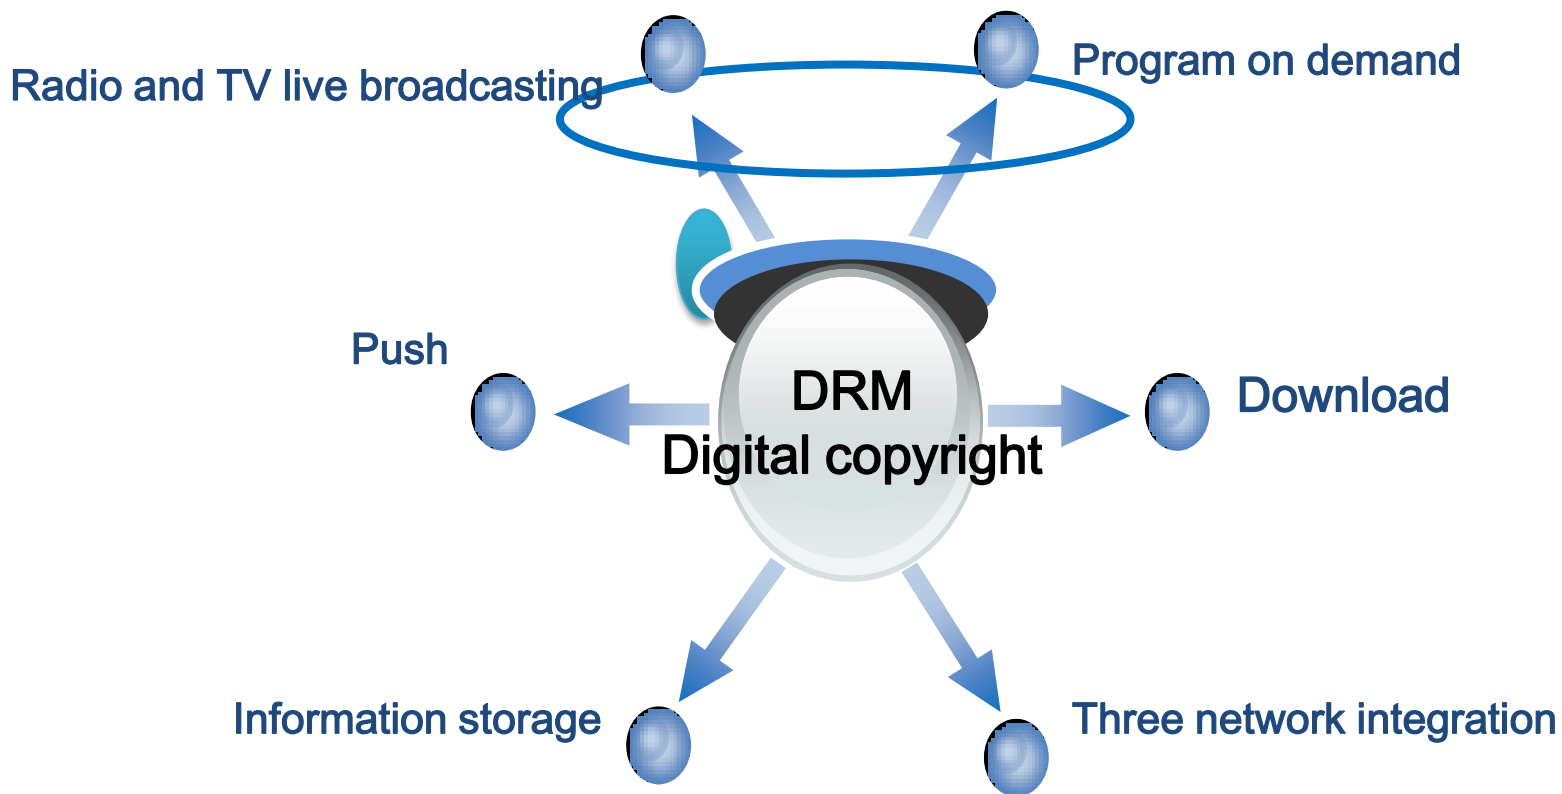 Radio and TV live broadcasting
Program on demand
Push
DRM
Digital copyright
Download
Information storage
Three network integration